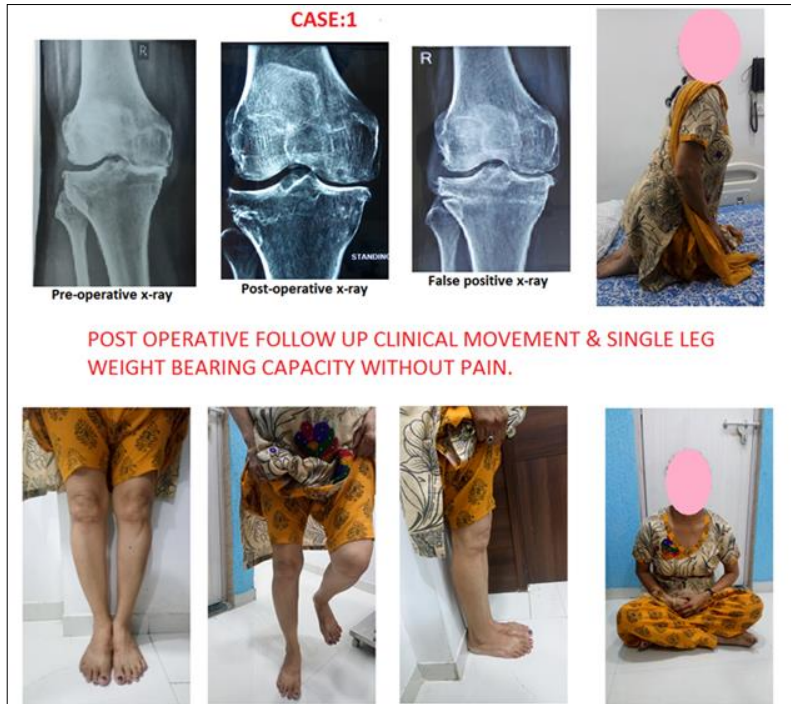 CASE:1
R
R
STANDING
Pre-operative x-ray
Post-operative x-ray
False positive x-ray
POST OPERATIVE FOLLOW UP CLINICAL MOVEMENT & SINGLE LEG
WEIGHT BEARING CAPACITY WITHOUT PAIN.